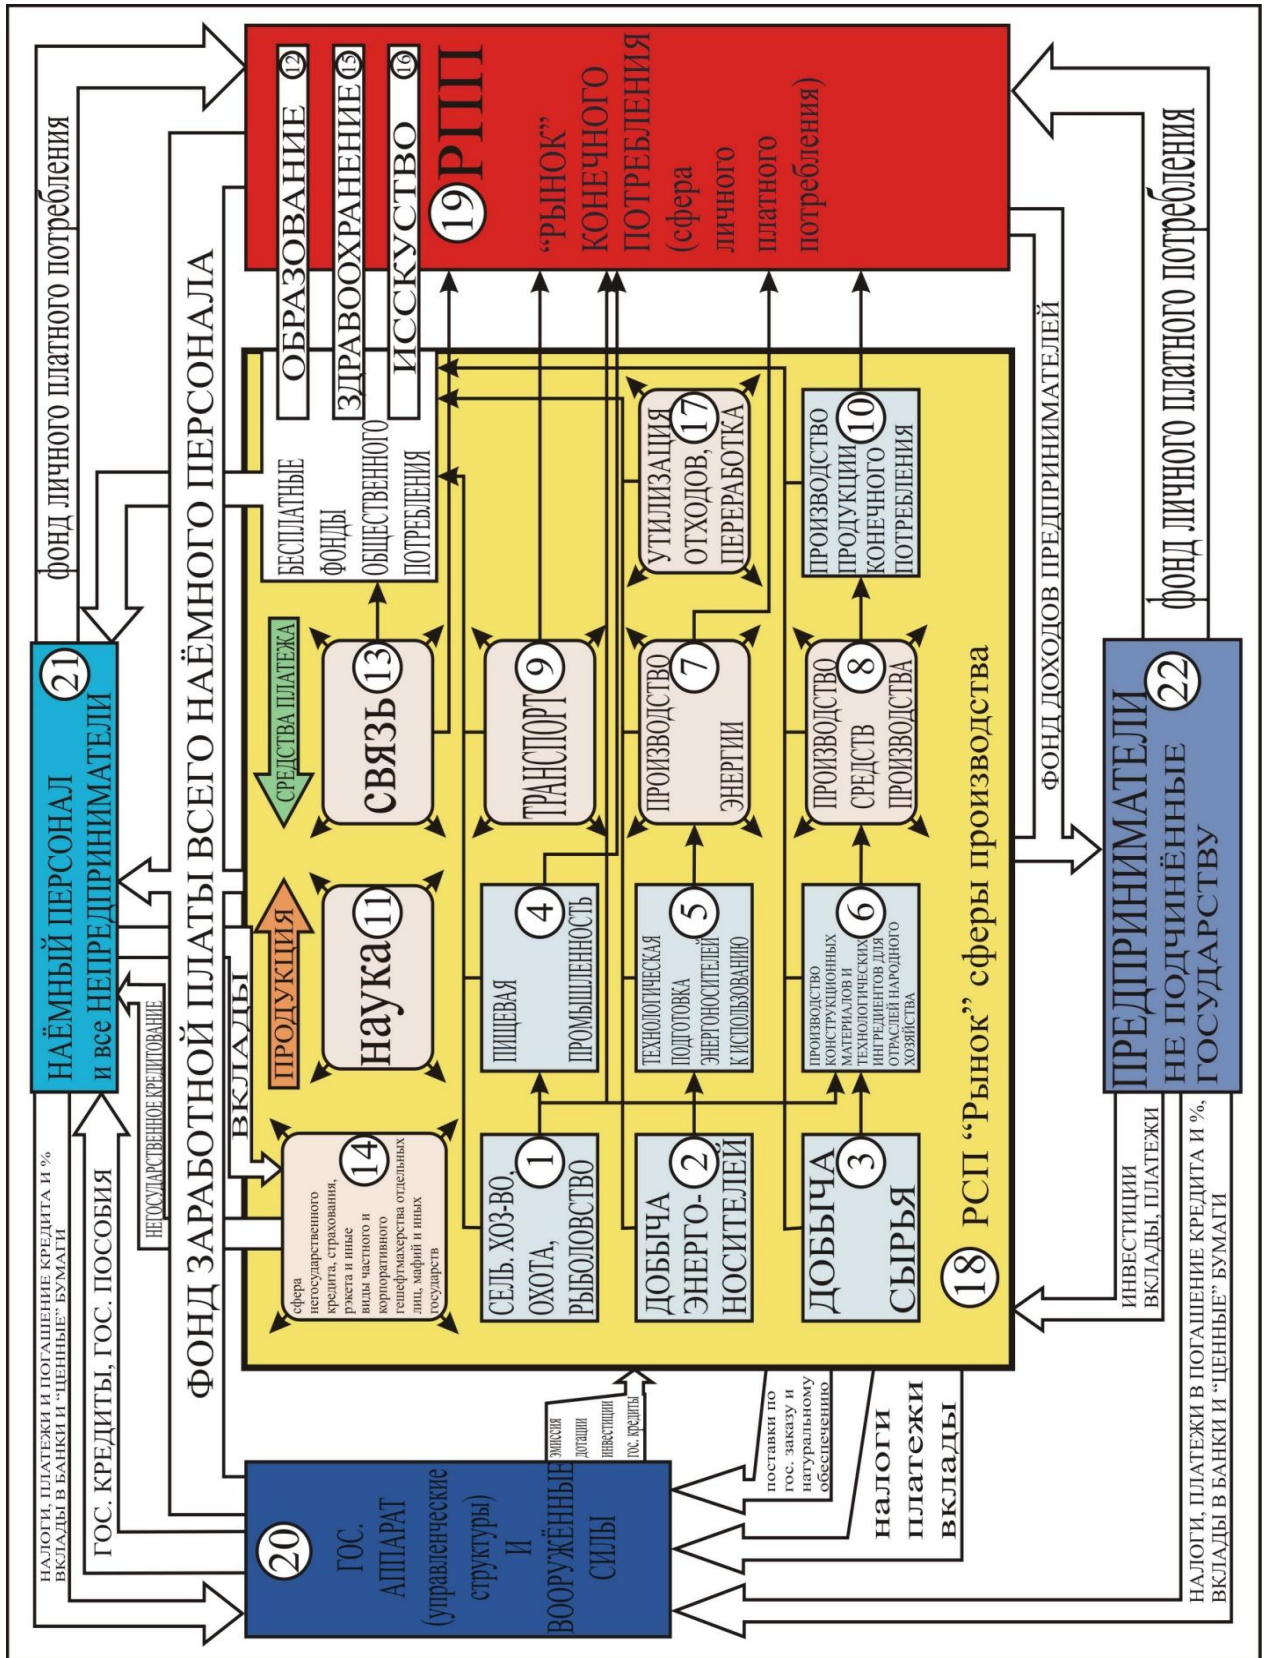 НАЛОГИ, ПЛАТЕЖИ И ПОГАШЕНИЕ КРЕДИТА И %
ВКЛАДЫ В БАНКИ И "ЦЕННЫЕ" БУМАГИ
ГОС. КРЕДИТЫ, ГОС. ПОСОБИЯ
НЕГОСУДАРСТВЕННОЕ КРЕДИТОВАНИЕ
НАЁМНЫЙ ПЕРСОНАЛ 21
и все НЕПРЕДПРИНИМАТЕЛИ
ФОНД ЛИЧНОГО ПЛАТНОГО ПОТРЕБЛЕНИЯ
ФОНД ЗАРАБОТНОЙ ПЛАТЫ ВСЕГО НАЁМНОГО ПЕРСОНАЛА
ВКЛАДЫ
20
ГОС.
АППАРАТ
(управленческие
структуры)
И
ВООРУЖЁННЫЕ
СИЛЫ
эмиссия
дотации
инвестиции
гос. кредиты
поставки по
гос. заказу и
натуральному
обеспечению
налоги
платежи
вклады
сфера
негосударственного
кредита, страхования,
рэкета и иные
виды частного и
корпоративного
гешефтмахерства отдельных
лиц, мафий и иных
государств
14
ПРОДУКЦИЯ
СРЕДСТВА ПЛАТЕЖА
наука 11
связь 13
БЕСПЛАТНЫЕ
ФОНДЫ
ОБЩЕСТВЕННОГО
ПОТРЕБЛЕНИЯ
ОБРАЗОВАНИЕ 12
ЗДРАВООХРАНЕНИЕ 15
ИССКУСТВО 16
СЕЛЬ. ХОЗ-ВО,
ОХОТА,
РЫБОЛОВСТВО
1
ПИЩЕВАЯ
ПРОМЫШЛЕННОСТЬ
4
ТРАНСПОРТ 9
ДОБЫЧА
ЭНЕРГО-
НОСИТЕЛЕЙ
2
ТЕХНОЛОГИЧЕСКАЯ
ПОДГОТОВКА
ЭНЕРГОНОСИТЕЛЕЙ
К ИСПОЛЬЗОВАНИЮ
5
ПРОИЗВОДСТВО
ЭНЕРГИИ
7
УТИЛИЗАЦИЯ
ОТХОДОВ,
ПЕРЕРАБОТКА
17
ДОБЫЧА
СЫРЬЯ
3
ПРОИЗВОДСТВО
КОНСТРУКЦИОННЫХ
МАТЕРИАЛОВ И
ТЕХНОЛОГИЧЕСКИХ
ИНГРЕДИЕНТОВ ДЛЯ
ОТРАСЛЕЙ НАРОДНОГО
ХОЗЯЙСТВА
6
ПРОИЗВОДСТВО
СРЕДСТВ
ПРОИЗВОДСТВА
8
ПРОИЗВОДСТВО
ПРОДУКЦИИ
КОНЕЧНОГО
ПОТРЕБЛЕНИЯ
10
18 РСП "Рынок" сферы производства
19 РПП
"РЫНОК"
КОНЕЧНОГО
ПОТРЕБЛЕНИЯ
(сфера
личного
платного
потребления)
ИНВЕСТИЦИИ
ВКЛАДЫ, ПЛАТЕЖИ
ФОНД ДОХОДОВ ПРЕДПРИНИМАТЕЛЕЙ
ПРЕДПРИНИМАТЕЛИ
НЕ ПОДЧИНЁННЫЕ
ГОСУДАРСТВУ
22
ФОНД ЛИЧНОГО ПЛАТНОГО ПОТРЕБЛЕНИЯ
НАЛОГИ, ПЛАТЕЖИ В ПОГАШЕНИЕ КРЕДИТА И %,
ВКЛАДЫ В БАНКИ И "ЦЕННЫЕ" БУМАГИ